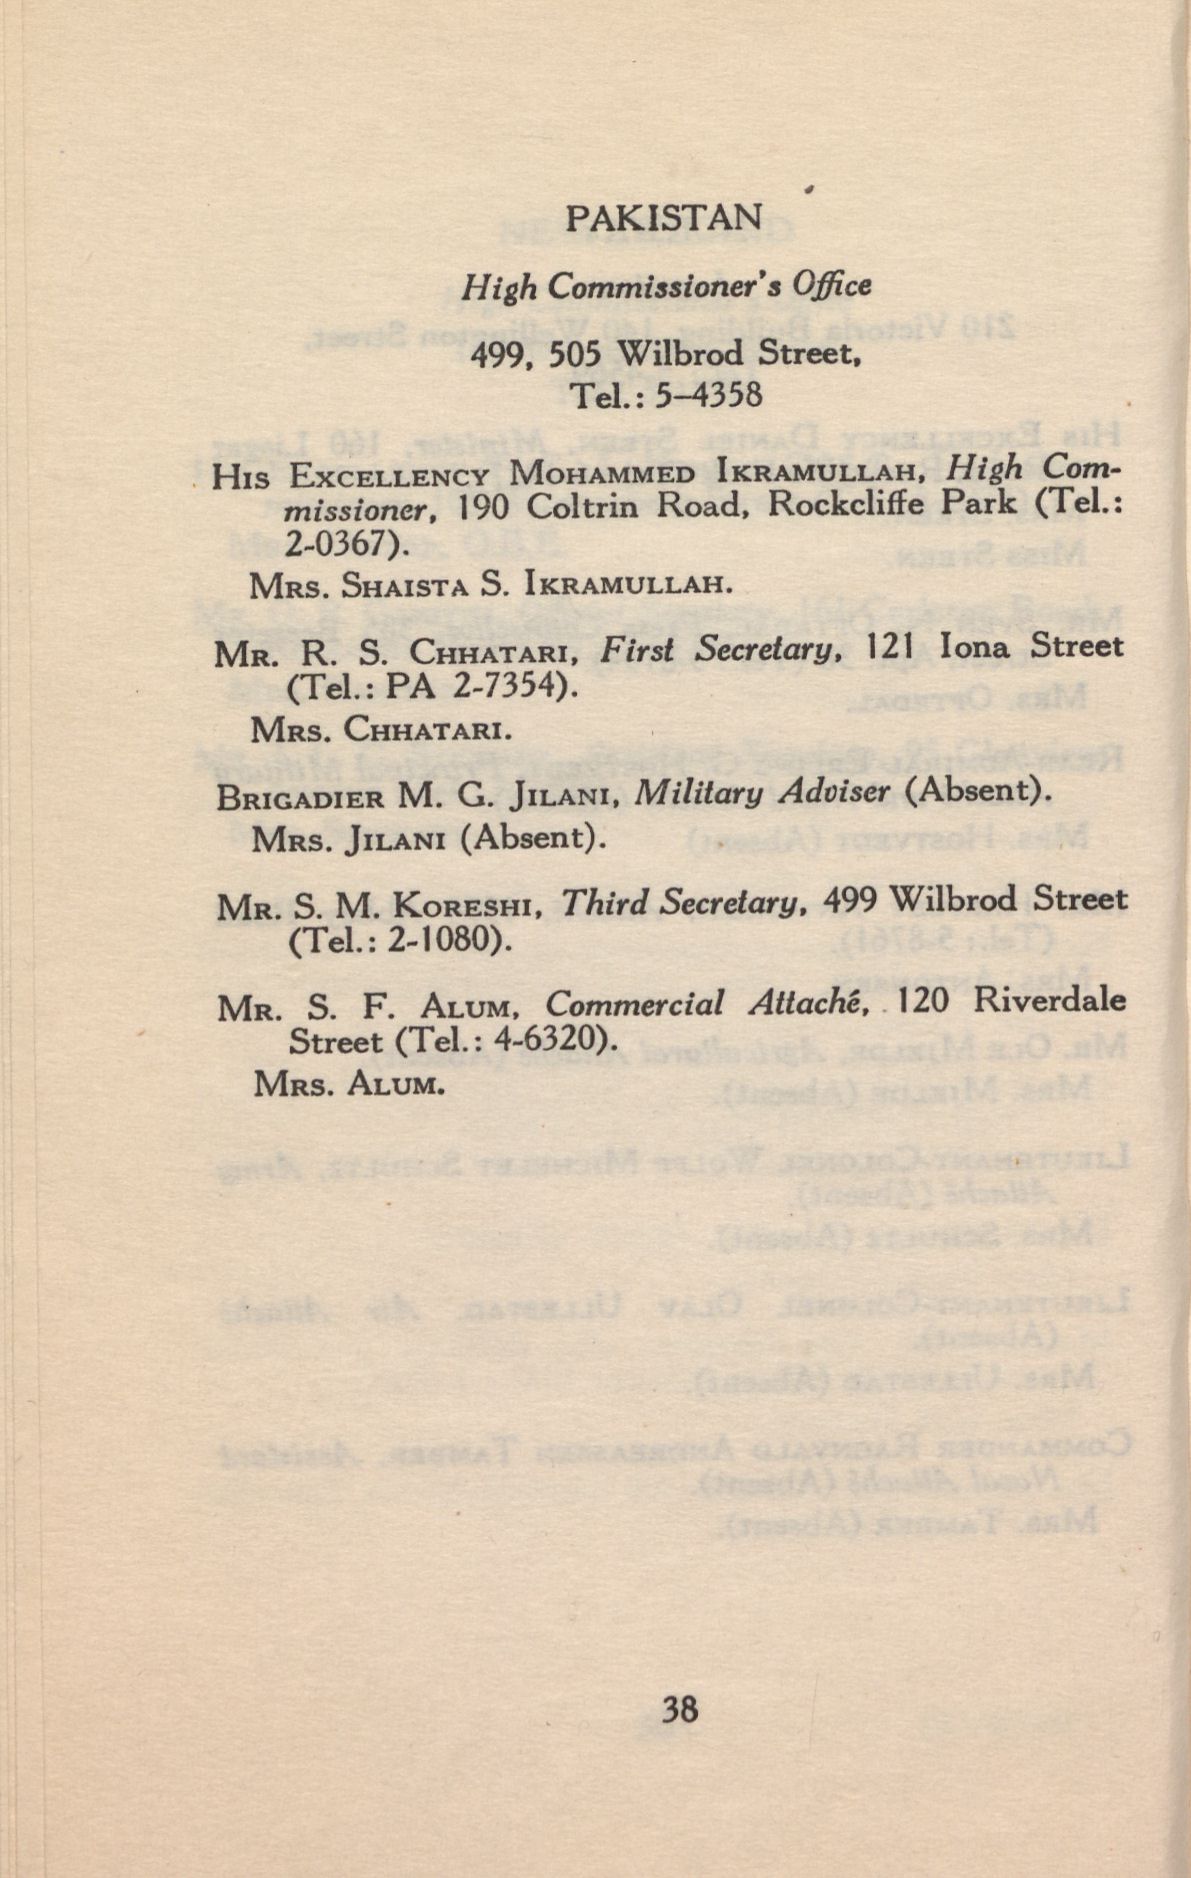 PAKISTAN
High Commissioner's Office
499, 505 Wilbrod Street,
Tel.: 5–4358
His Excellency Mohammed Ikramullah, High Com-
missioner, 190 Coltrin Road, Rockcliffe Park (Tel.:
2-0367).
Mrs. Shaista S. Ikramullah.
Mr. R. S. Chhatari, First Secretary, 121 Iona Street
(Tel.: PA 2-7354).
Mrs. Chhatari.
Brigadier M. G. Jilani, Military Adviser (Absent).
Mrs. Jilani (Absent).
Mr. S. M. Koreshi, Third Secretary, 499 Wilbrod Street
(Tel.: 2-1080).
Mr. S. F. Alum, Commercial Attaché, 120 Riverdale
Street (Tel.: 4-6320).
Mrs. Alum.
38